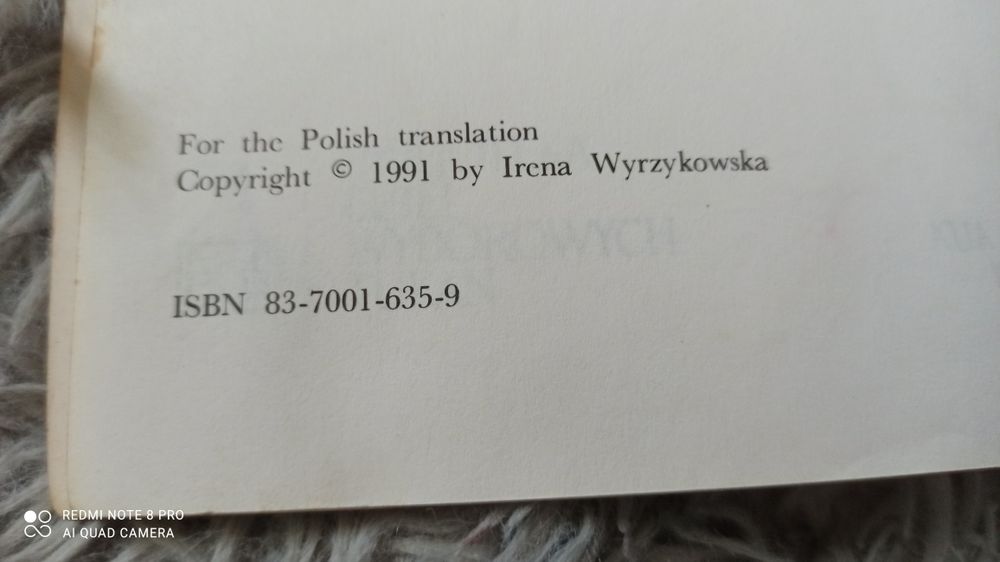 For the Polish translation
Copyright © 1991 by Irena Wyrzykowska
ISBN 83-7001-635-9
REDMI NOTE 8 PRO
AI QUAD CAMERA